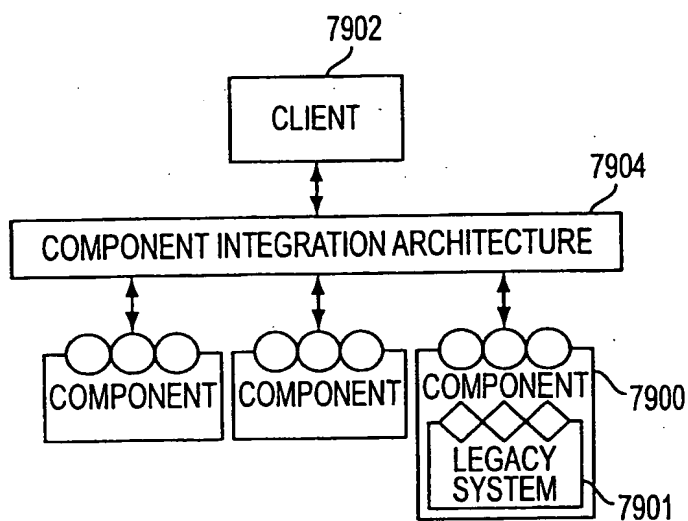 7902
CLIENT
7904
COMPONENT INTEGRATION ARCHITECTURE
COMPONENT
COMPONENT
COMPONENT
7900
LEGACY
SYSTEM
7901